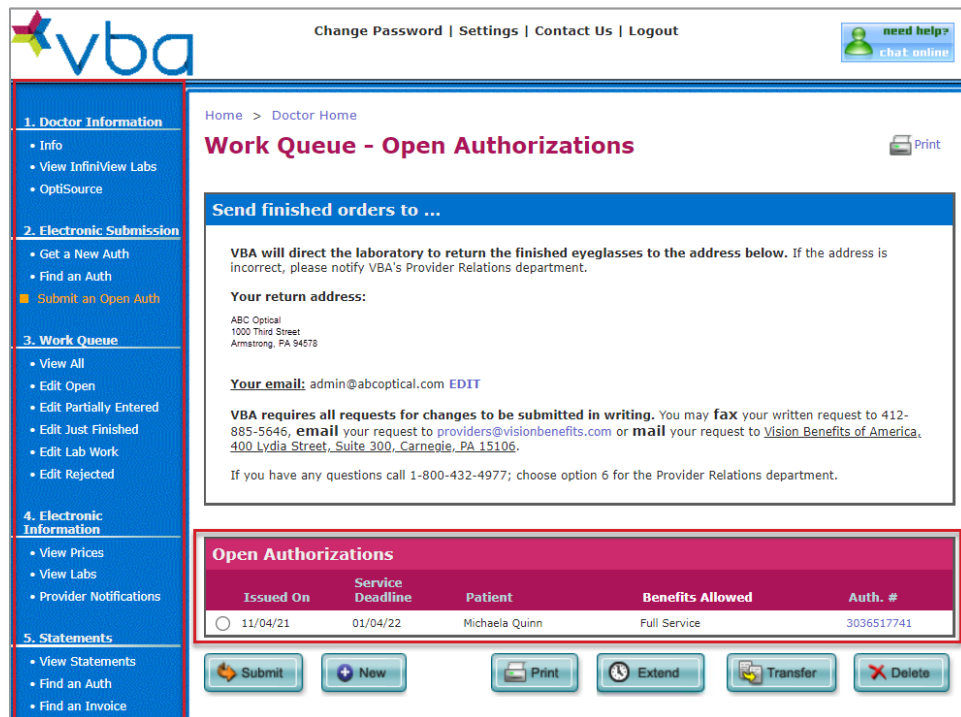 vba
Change Password | Settings | Contact Us | Logout
need help?
chat online
1. Doctor Information
• Info
• View InfiniView Labs
• OptiSource
2. Electronic Submission
• Get a New Auth
• Find an Auth
Submit an Open Auth
3. Work Queue
• View All
• Edit Open
• Edit Partially Entered
• Edit Just Finished
• Edit Lab Work
• Edit Rejected
4. Electronic
Information
• View Prices
• View Labs
• Provider Notifications
5. Statements
• View Statements
• Find an Auth
• Find an Invoice
Home > Doctor Home
Work Queue - Open Authorizations
Print
Send finished orders to ...
VBA will direct the laboratory to return the finished eyeglasses to the address below. If the address is
incorrect, please notify VBA's Provider Relations department.
Your return address:
ABC Optical
1000 Third Street
Armstrong, PA 94578
Your email: admin@abcoptical.com EDIT
VBA requires all requests for changes to be submitted in writing. You may fax your written request to 412-
885-5646, email your request to providers@visionbenefits.com or mail your request to Vision Benefits of America,
400 Lydia Street, Suite 300, Carnegie, PA 15106.
If you have any questions call 1-800-432-4977; choose option 6 for the Provider Relations department.
Open Authorizations
Issued On Service Deadline Patient Benefits Allowed Auth. #
11/04/21 01/04/22 Michaela Quinn Full Service 3036517741
Submit New Print Extend Transfer Delete